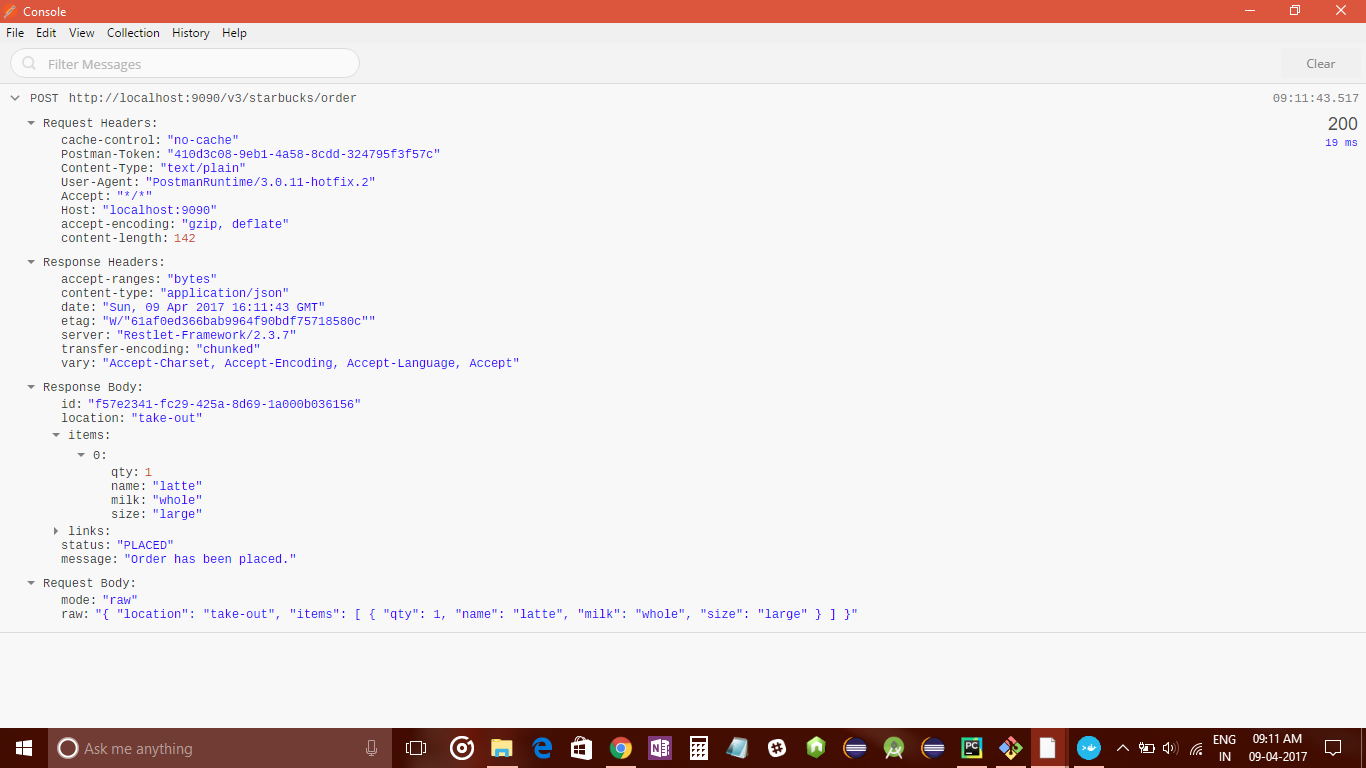 Console
File Edit View Collection History Help
Filter Messages Clear
POST http://localhost:9090/v3/starbucks/order 09:11:43.517
Request Headers: 200
cache-control: "no-cache" 19 ms
Postman-Token: "410d3c08-9eb1-4a58-8cdd-324795f3f57c"
Content-Type: "text/plain"
User-Agent: "PostmanRuntime/3.0.11-hotfix.2"
Accept: "*/*"
Host: "localhost:9090"
accept-encoding: "gzip, deflate"
content-length: 142
Response Headers:
accept-ranges: "bytes"
content-type: "application/json"
date: "Sun, 09 Apr 2017 16:11:43 GMT"
etag: "W/"61af0ed366bab9964f90bdf75718580c""
server: "Restlet-Framework/2.3.7"
transfer-encoding: "chunked"
vary: "Accept-Charset, Accept-Encoding, Accept-Language, Accept"
Response Body:
id: "f57e2341-fc29-425a-8d69-1a000b036156"
location: "take-out"
items:
0:
qty: 1
name: "latte"
milk: "whole"
size: "large"
links:
status: "PLACED"
message: "Order has been placed."
Request Body:
mode: "raw"
raw: "{ "location": "take-out", "items": [ { "qty": 1, "name": "latte", "milk": "whole", "size": "large" } ] }"
Ask me anything
N
PC
ENG 09:11 AM
IN 09-04-2017